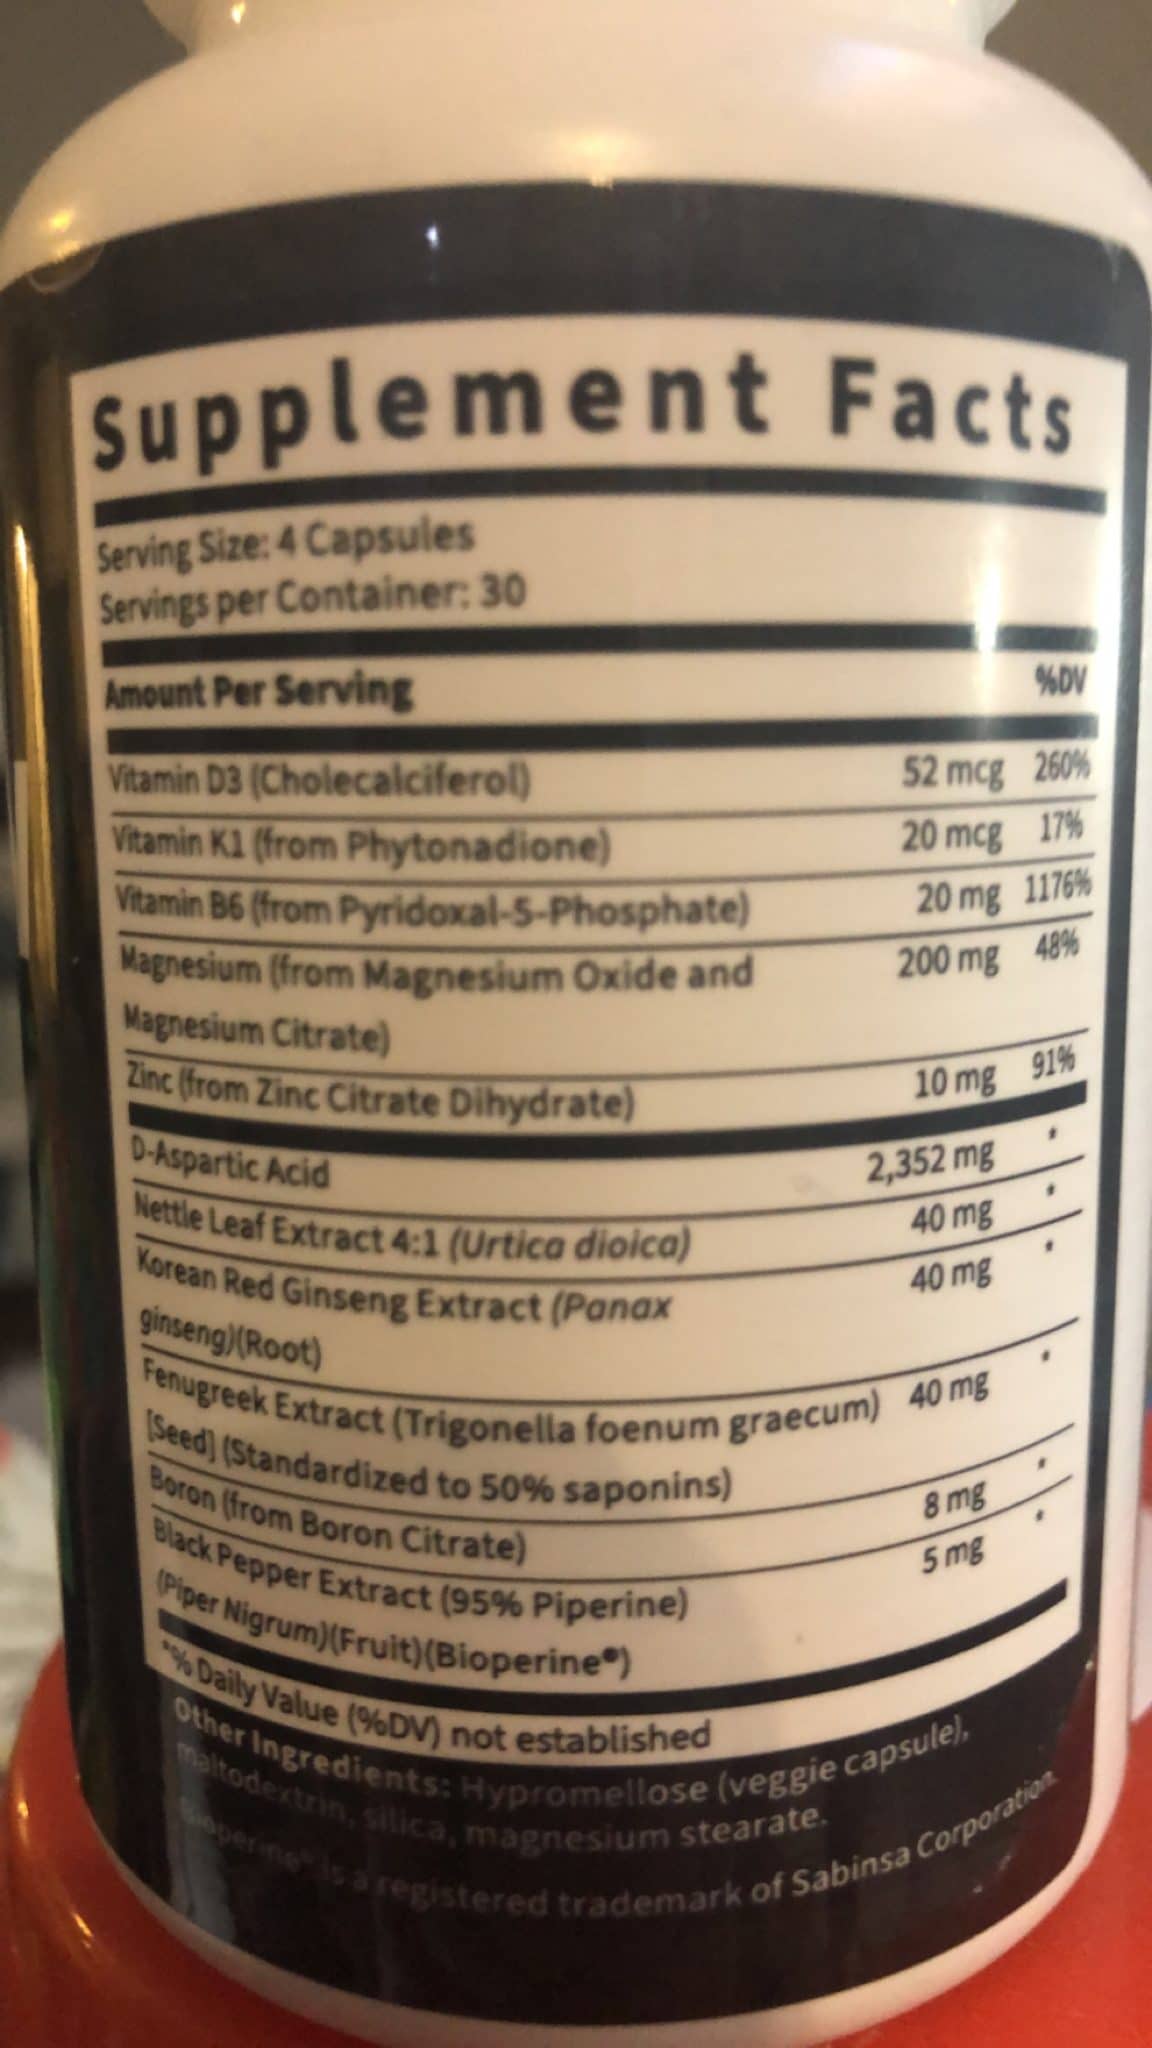 Supplement Facts
Serving Size: 4 Capsules
Servings per Container: 30
Amount Per Serving %DV
Vitamin D3 (Cholecalciferol) 52 mcg 260%
Vitamin K1 (from Phytonadione) 20 mcg 17%
Vitamin B6 (from Pyridoxal-5-Phosphate) 20 mg 1176%
Magnesium (from Magnesium Oxide and 200 mg 48%
Magnesium Citrate)
Zinc (from Zinc Citrate Dihydrate) 10 mg 91%
D-Aspartic Acid 2,352 mg *
Nettle Leaf Extract 4:1 (Urtica dioica) 40 mg *
Korean Red Ginseng Extract (Panax 40 mg *
ginseng)(Root)
Fenugreek Extract (Trigonella foenum graecum) 40 mg *
[Seed] (Standardized to 50% saponins)
Boron (from Boron Citrate) 8 mg *
Black Pepper Extract (95% Piperine) 5 mg *
(Piper Nigrum)(Fruit)(Bioperine®)
*% Daily Value (%DV) not established
Other Ingredients: Hypromellose (veggie capsule),
maltodextrin, silica, magnesium stearate.
Bioperine® is a registered trademark of Sabinsa Corporation.